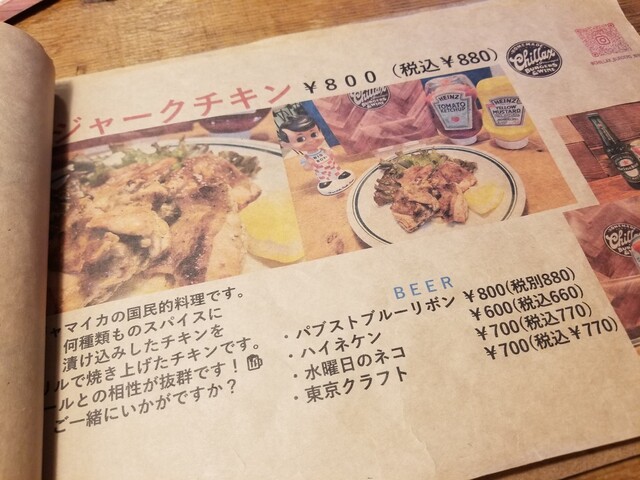 ジャークチキン ¥800(税込¥880)
HOMEMADE
Chillax
BURGERS
&WINE
HEINZ
TOMATO
KETCHUP
HEINZ
YELLOW
MUSTARD
Chillax
ャマイカの国民的料理です。
何種類ものスパイスに
漬け込みしたチキンを
リルで焼き上げたチキンです。
ールとの相性が抜群です!
ご一緒にいかがですか?
BEER
・パブストブルーリボン ¥800(税別880)
・ハイネケン ¥600(税込660)
・水曜日のネコ ¥700(税込770)
・東京クラフト ¥700(税込¥770)